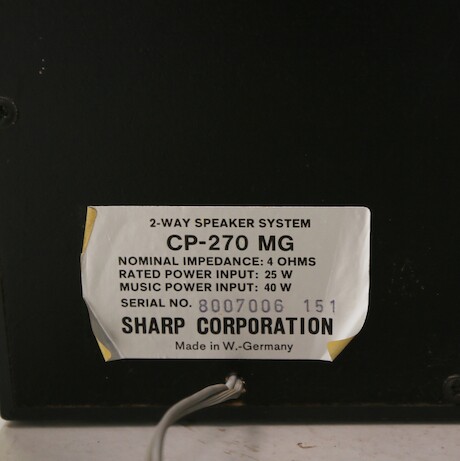 2-WAY SPEAKER SYSTEM
CP-270 MG
NOMINAL IMPEDANCE: 4 OHMS
RATED POWER INPUT: 25 W
MUSIC POWER INPUT: 40 W
SERIAL NO. 8007006 151
SHARP CORPORATION
Made in W.-Germany